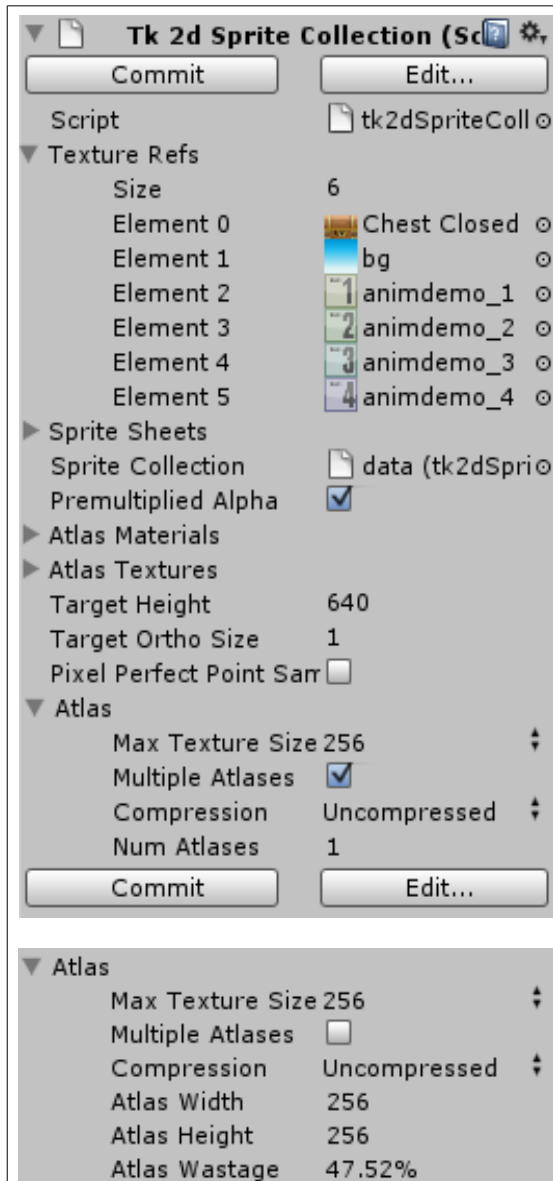 Tk 2d Sprite Collection (Sc
Commit Edit...
Script tk2dSpriteColl
Texture Refs
Size 6
Element 0 Chest Closed
Element 1 bg
Element 2 1 animdemo_1
Element 3 2 animdemo_2
Element 4 3 animdemo_3
Element 5 4 animdemo_4
Sprite Sheets
Sprite Collection data (tk2dSpri
Premultiplied Alpha
Atlas Materials
Atlas Textures
Target Height 640
Target Ortho Size 1
Pixel Perfect Point Sam
Atlas
Max Texture Size 256
Multiple Atlases
Compression Uncompressed
Num Atlases 1
Commit Edit...
Atlas
Max Texture Size 256
Multiple Atlases
Compression Uncompressed
Atlas Width 256
Atlas Height 256
Atlas Wastage 47.52%